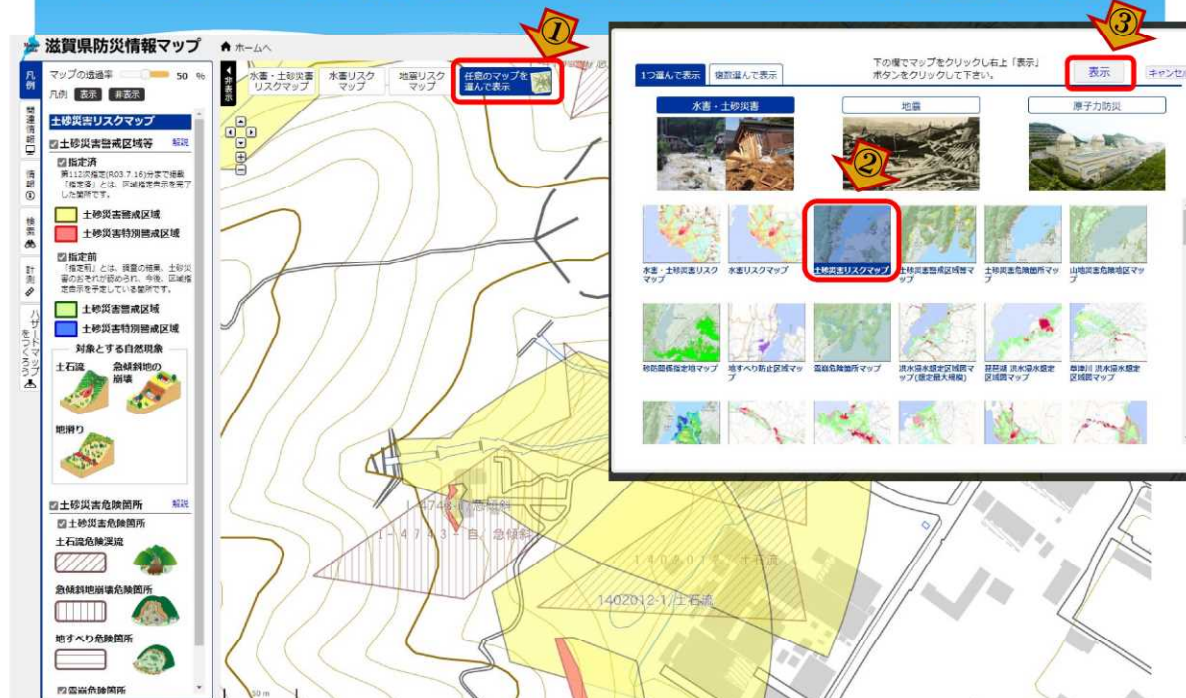 滋賀県防災情報マップ
ホームへ
凡例
関連情報
情報
検索
計測
ハザードマップをつくろう
マップの透過率 50 %
凡例 表示 非表示
土砂災害リスクマップ
土砂災害警戒区域等 解説
指定済
第112次指定(R03.7.16)分まで掲載
「指定済」とは、区域指定告示を完了
した箇所です。
土砂災害警戒区域
土砂災害特別警戒区域
指定前
「指定前」とは、調査の結果、土砂災
害のおそれが認められ、今後、区域指
定告示を予定している箇所です。
土砂災害警戒区域
土砂災害特別警戒区域
対象とする自然現象
土石流
急傾斜地の
崩壊
地滑り
土砂災害危険箇所 解説
土砂災害危険箇所
土石流危険渓流
急傾斜地崩壊危険箇所
地すべり危険箇所
雪崩危険箇所
非表示
水害・土砂災害
リスクマップ
水害リスク
マップ
地震リスク
マップ
任意のマップを
選んで表示
①
1402012-1/土石流
50 m
③
1つ選んで表示
複数選んで表示
下の欄でマップをクリックし右上「表示」
ボタンをクリックして下さい。
表示
キャンセル
水害・土砂災害
地震
原子力防災
②
水害・土砂災害リスク
マップ
水害リスクマップ
土砂災害リスクマップ
土砂災害警戒区域等マ
ップ
土砂災害危険箇所マッ
プ
山地災害危険地区マッ
プ
砂防関係指定地マップ
地すべり防止区域マッ
プ
雪崩危険箇所マップ
洪水浸水想定区域図マ
ップ(想定最大規模)
琵琶湖 洪水浸水想定
区域図マップ
草津川 洪水浸水想定
区域図マップ